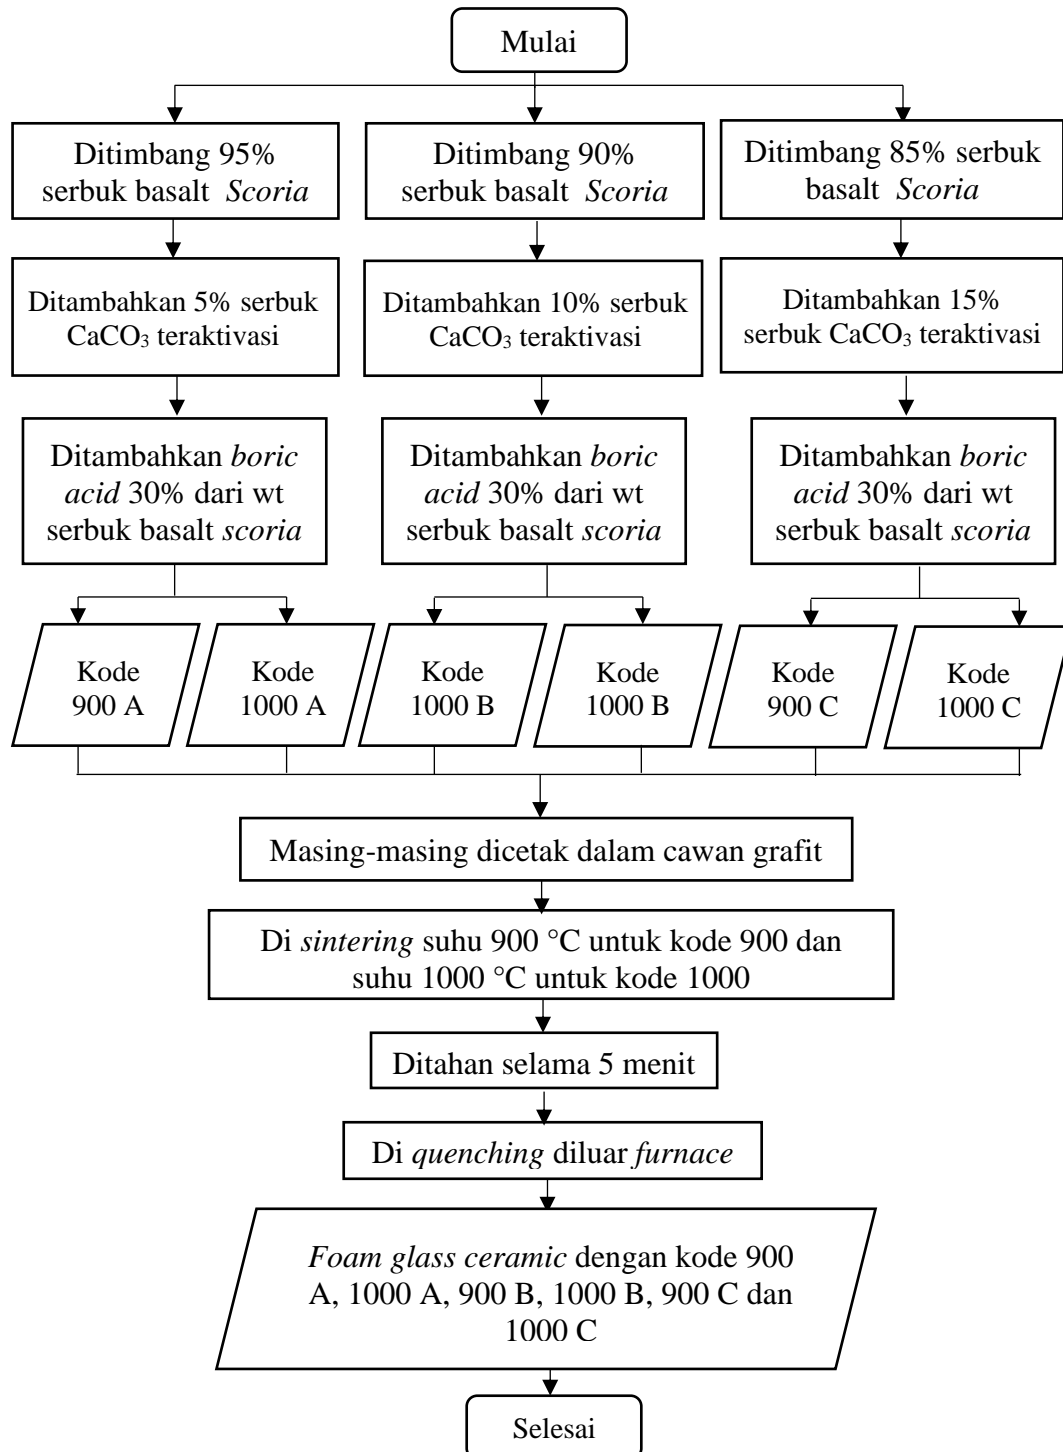 Mulai
Ditimbang 95%
serbuk basalt Scoria
Ditimbang 90%
serbuk basalt Scoria
Ditimbang 85% serbuk
basalt Scoria
Ditambahkan 5% serbuk
CaCO₃ teraktivasi
Ditambahkan 10% serbuk
CaCO₃ teraktivasi
Ditambahkan 15%
serbuk CaCO₃ teraktivasi
Ditambahkan boric
acid 30% dari wt
serbuk basalt scoria
Ditambahkan boric
acid 30% dari wt
serbuk basalt scoria
Ditambahkan boric
acid 30% dari wt
serbuk basalt scoria
Kode
900 A
Kode
1000 A
Kode
1000 B
Kode
1000 B
Kode
900 C
Kode
1000 C
Masing-masing dicetak dalam cawan grafit
Di sintering suhu 900 °C untuk kode 900 dan
suhu 1000 °C untuk kode 1000
Ditahan selama 5 menit
Di quenching diluar furnace
Foam glass ceramic dengan kode 900
A, 1000 A, 900 B, 1000 B, 900 C dan
1000 C
Selesai